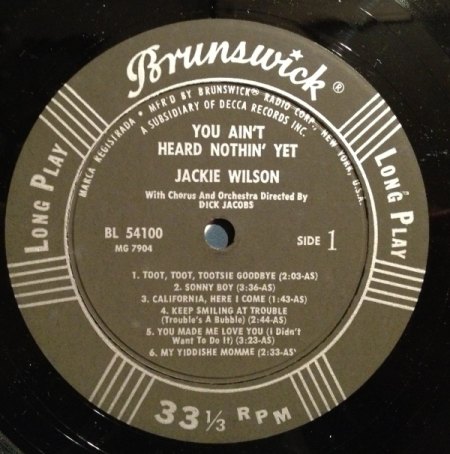 Brunswick ®
MARCA REGISTRADA • MFR'D BY BRUNSWICK® RADIO CORP., NEW YORK, U.S.A.
A SUBSIDIARY OF DECCA RECORDS INC.
YOU AIN'T
HEARD NOTHIN' YET
JACKIE WILSON
With Chorus And Orchestra Directed By
DICK JACOBS
LONG PLAY
LONG PLAY
BL 54100
MG 7904
SIDE 1
1. TOOT, TOOT, TOOTSIE GOODBYE (2:03-AS)
2. SONNY BOY (3:36-AS)
3. CALIFORNIA, HERE I COME (1:43-AS)
4. KEEP SMILING AT TROUBLE
(Trouble's A Bubble) (2:44-AS)
5. YOU MADE ME LOVE YOU (I Didn't
Want To Do It) (3:23-AS)
6. MY YIDDISHE MOMME (2:33-AS)
33 1/3 RPM